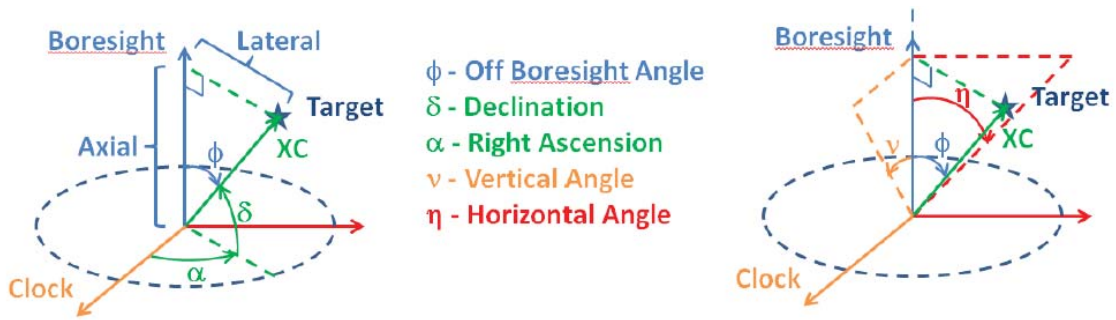 Boresight
Lateral
Target
XC
Axial
ϕ
δ
α
Clock
ϕ - Off Boresight Angle
δ - Declination
α - Right Ascension
ν - Vertical Angle
η - Horizontal Angle
Boresight
η
Target
XC
ν
ϕ
Clock